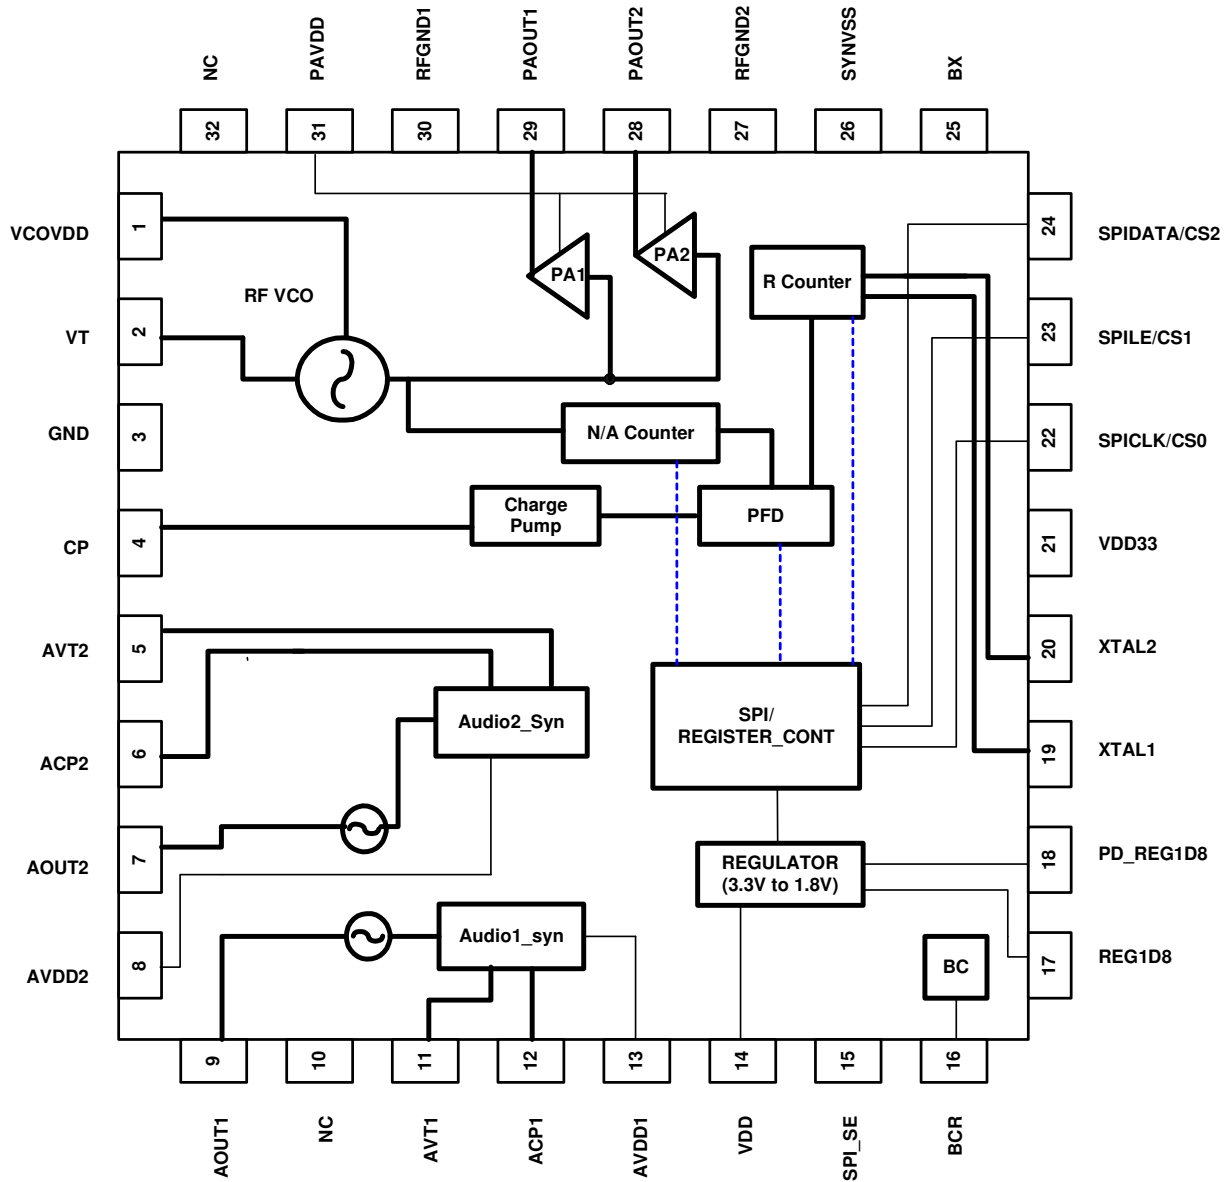 NC
PAVDD
RFGND1
PAOUT1
PAOUT2
RFGND2
SYNVSS
BX
32
31
30
29
28
27
26
25
VCOVDD
1
VT
2
GND
3
CP
4
AVT2
5
ACP2
6
AOUT2
7
AVDD2
8
RF VCO
PA1
PA2
R Counter
N/A Counter
Charge
Pump
PFD
Audio2_Syn
SPI/
REGISTER_CONT
REGULATOR
(3.3V to 1.8V)
Audio1_syn
BC
24
SPIDATA/CS2
23
SPILE/CS1
22
SPICLK/CS0
21
VDD33
20
XTAL2
19
XTAL1
18
PD_REG1D8
17
REG1D8
9
10
11
12
13
14
15
16
AOUT1
NC
AVT1
ACP1
AVDD1
VDD
SPI_SE
BCR